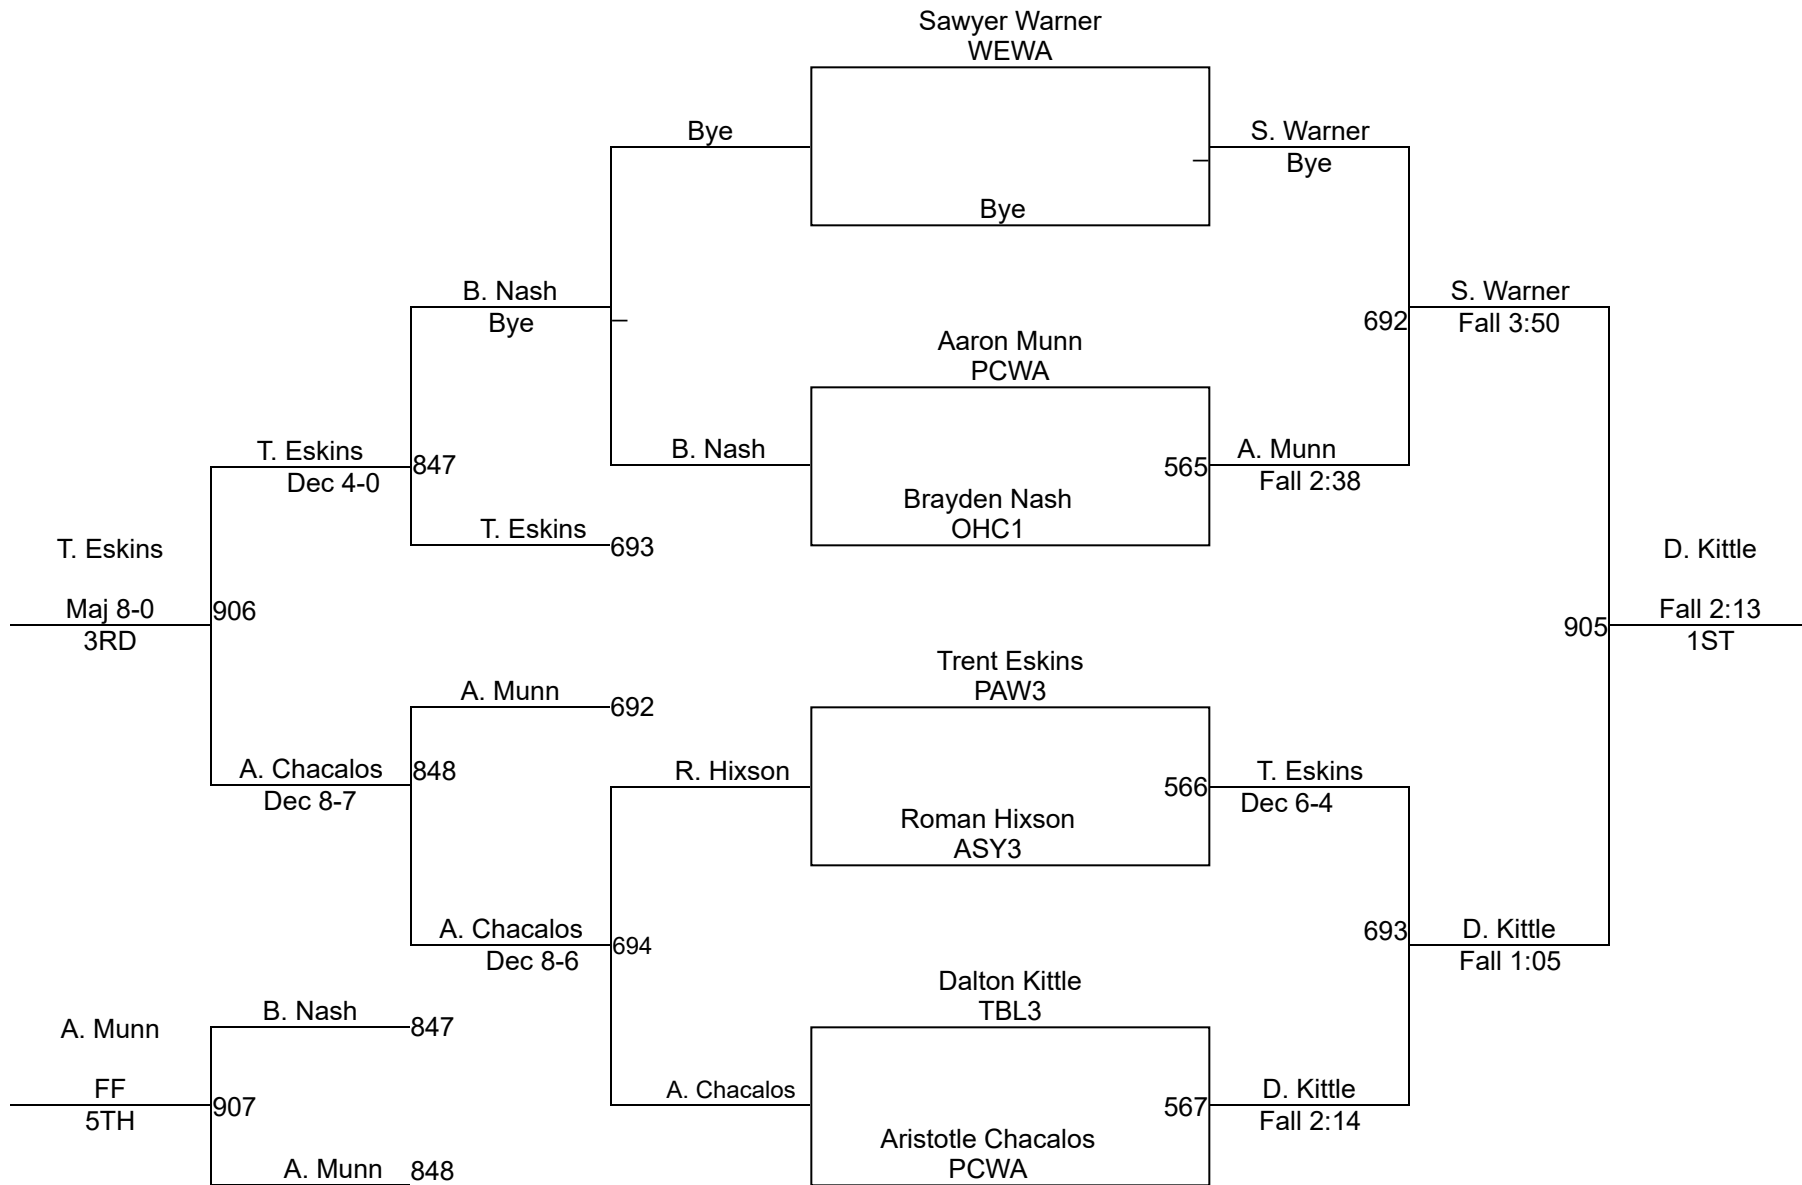 Sawyer Warner
WEWA
Bye
S. Warner
Bye
Bye
B. Nash
Bye
S. Warner
692
Fall 3:50
Aaron Munn
PCWA
T. Eskins
847
Dec 4-0
B. Nash
565
A. Munn
Fall 2:38
Brayden Nash
OHC1
T. Eskins
693
T. Eskins
D. Kittle
Maj 8-0
906
3RD
Fall 2:13
905
1ST
Trent Eskins
PAW3
A. Munn
692
A. Chacalos
848
Dec 8-7
R. Hixson
566
T. Eskins
Dec 6-4
Roman Hixson
ASY3
A. Chacalos
694
Dec 8-6
693
D. Kittle
Fall 1:05
Dalton Kittle
TBL3
B. Nash
847
A. Munn
FF
907
5TH
A. Chacalos
567
D. Kittle
Fall 2:14
Aristotle Chacalos
PCWA
A. Munn
848